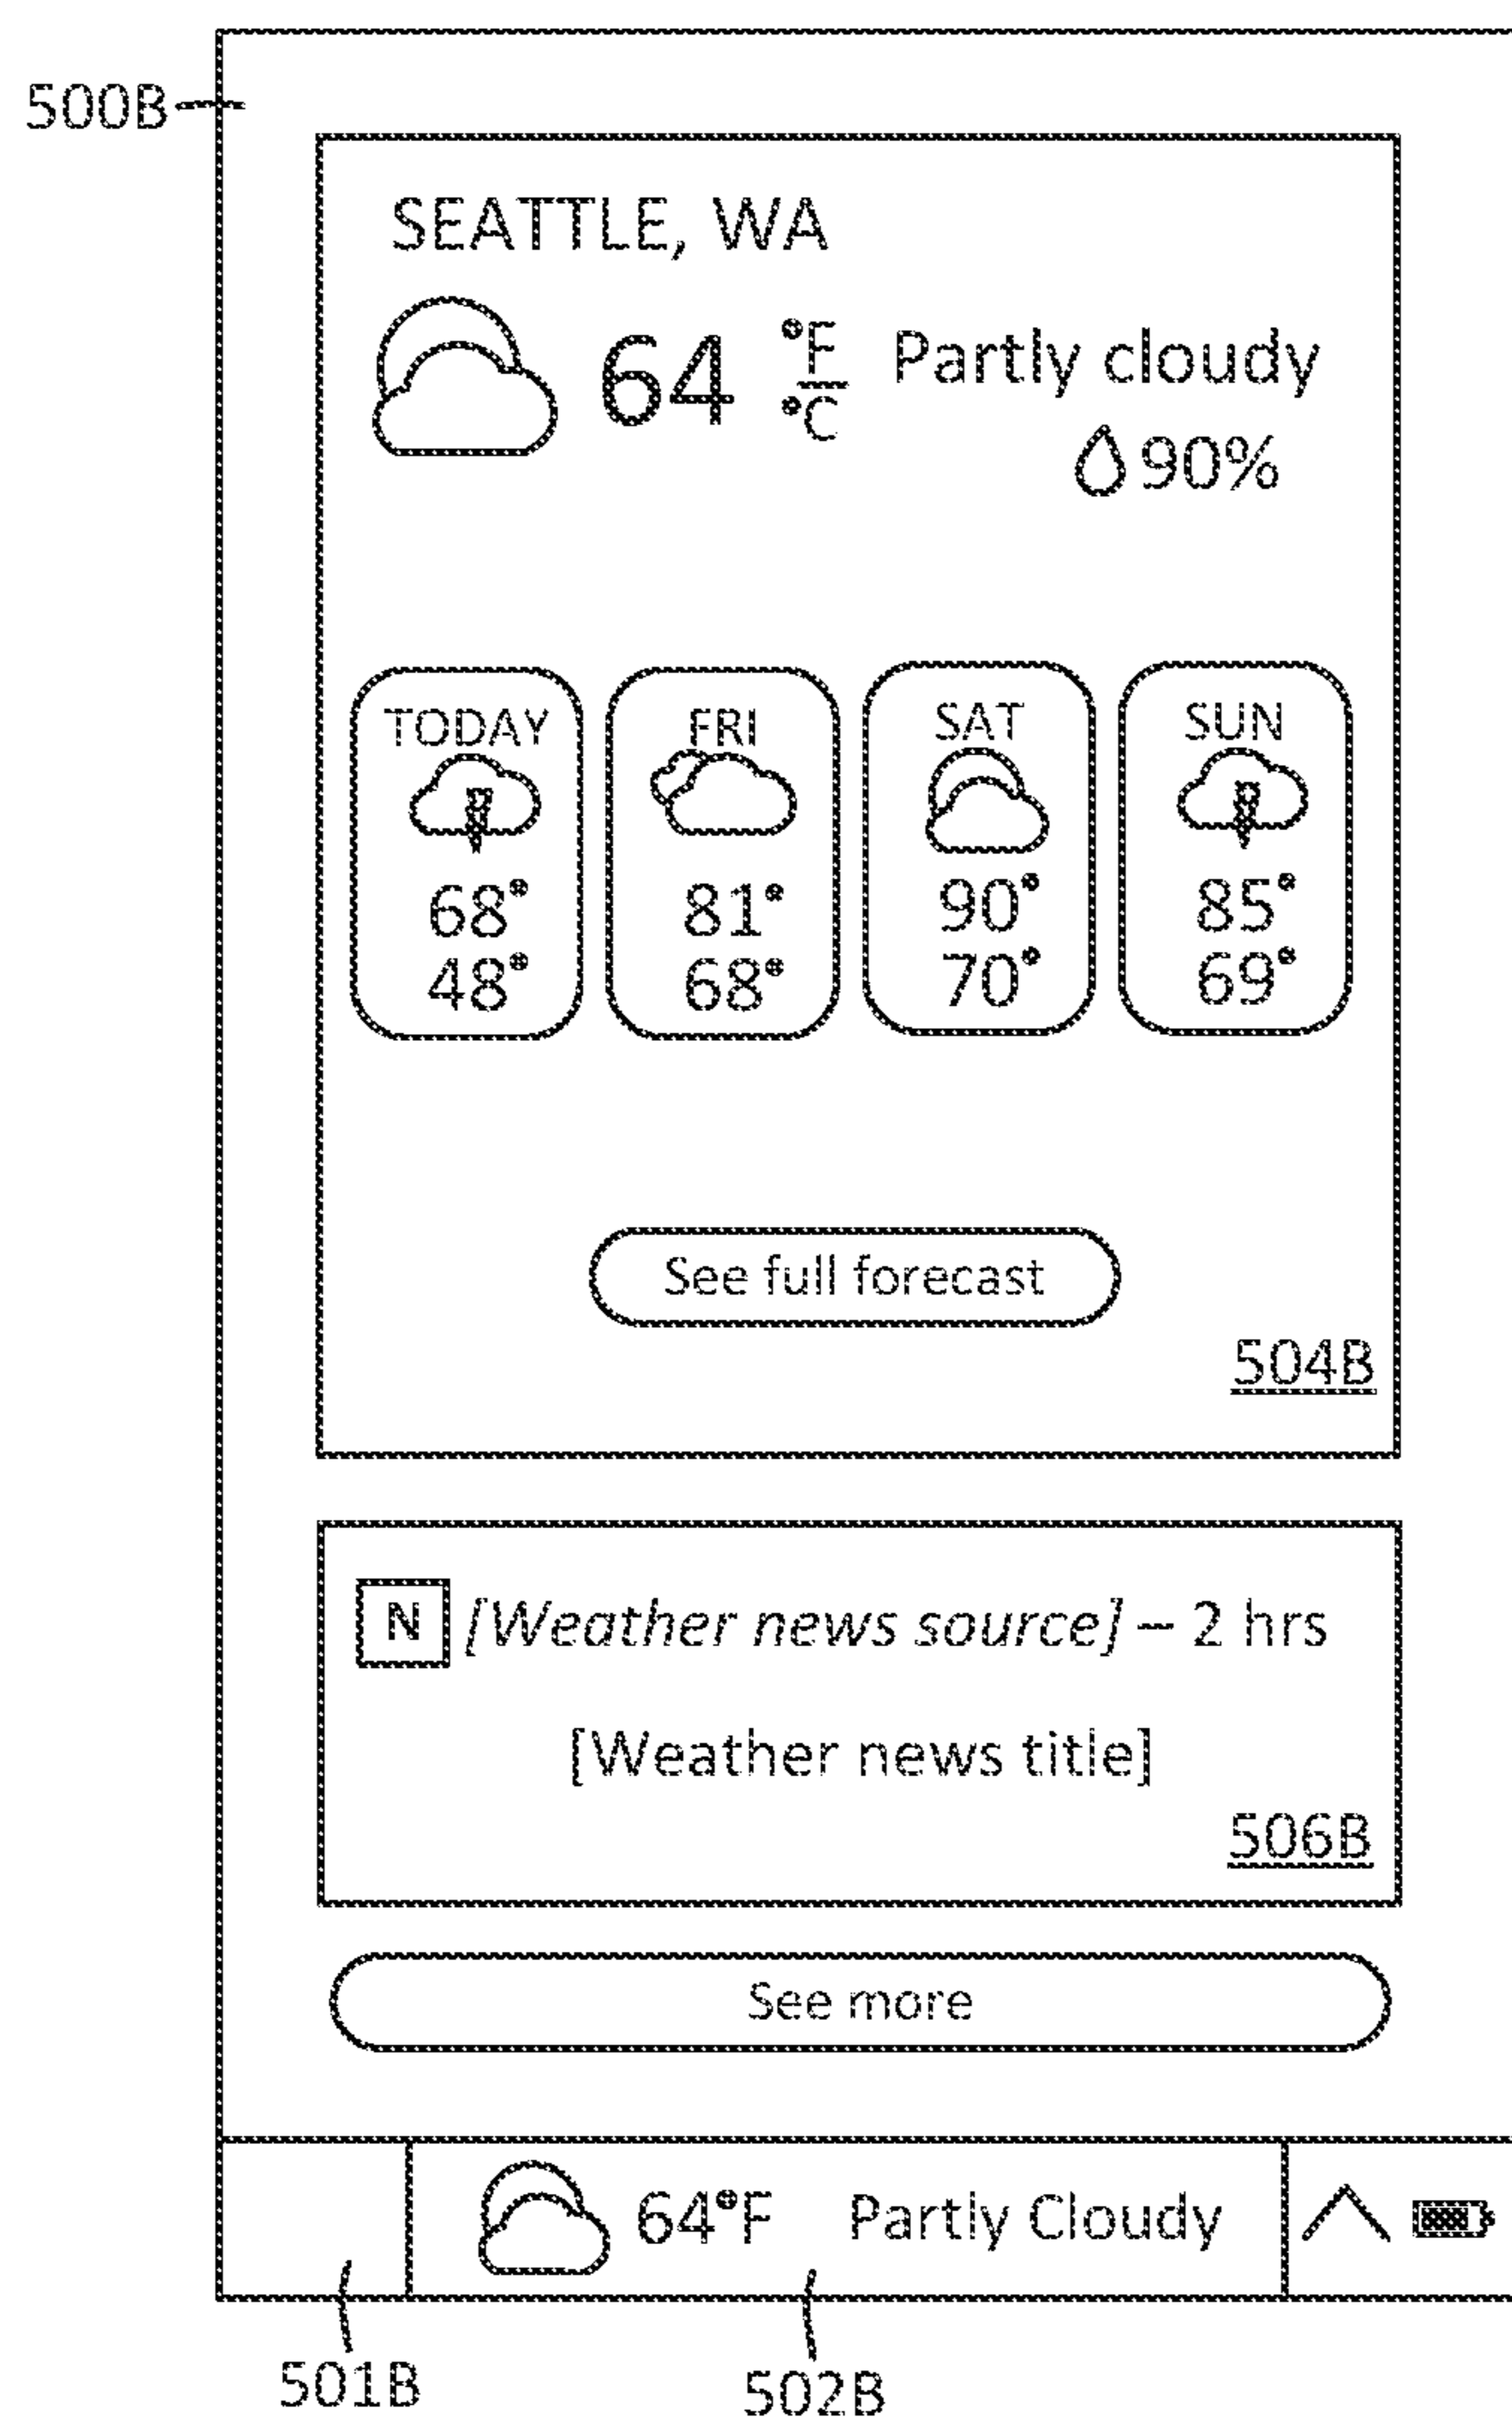 500B
SEATTLE, WA
64 °F °C Partly cloudy
90%
TODAY FRI SAT SUN
68° 81° 90° 85°
48° 68° 70° 69°
See full forecast
504B
N [Weather news source] – 2 hrs
[Weather news title]
506B
See more
64°F Partly Cloudy
501B 502B